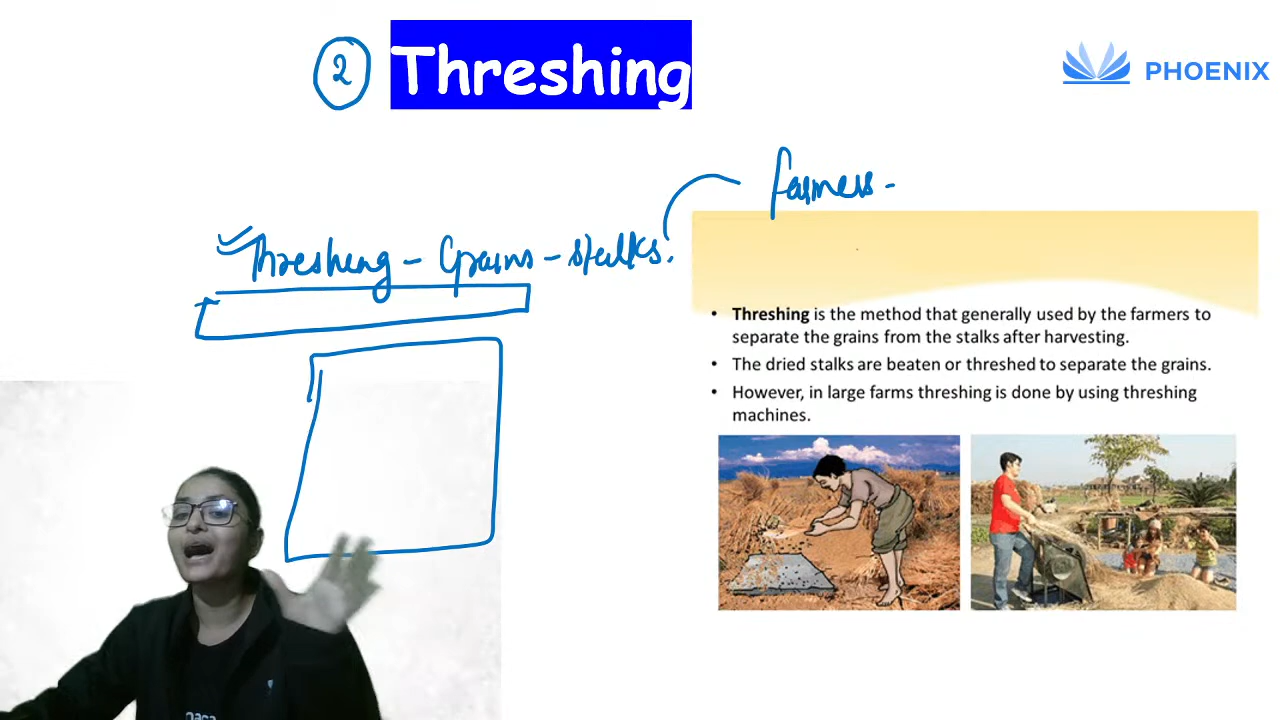 2 Threshing
PHOENIX
farmers -
Threshing - Grains - stalks.
• Threshing is the method that generally used by the farmers to
separate the grains from the stalks after harvesting.
• The dried stalks are beaten or threshed to separate the grains.
• However, in large farms threshing is done by using threshing
machines.